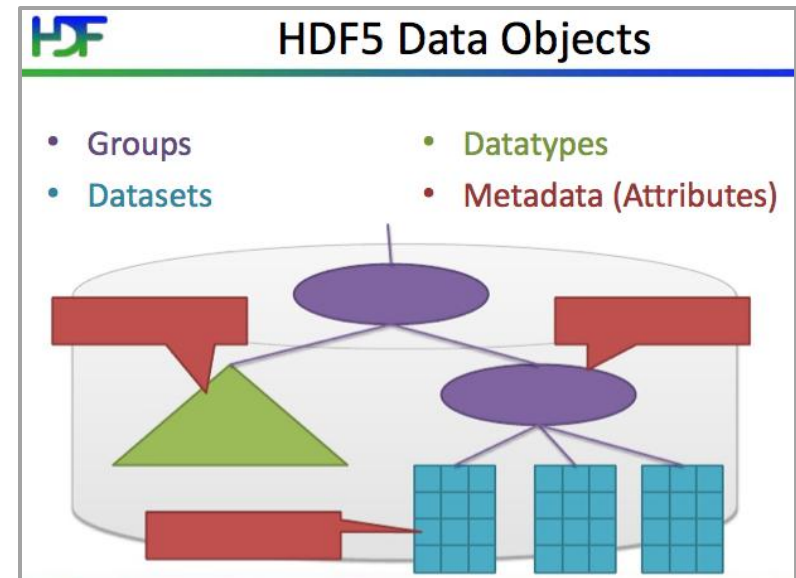 HDF
HDF5 Data Objects
• Groups
• Datasets
• Datatypes
• Metadata (Attributes)